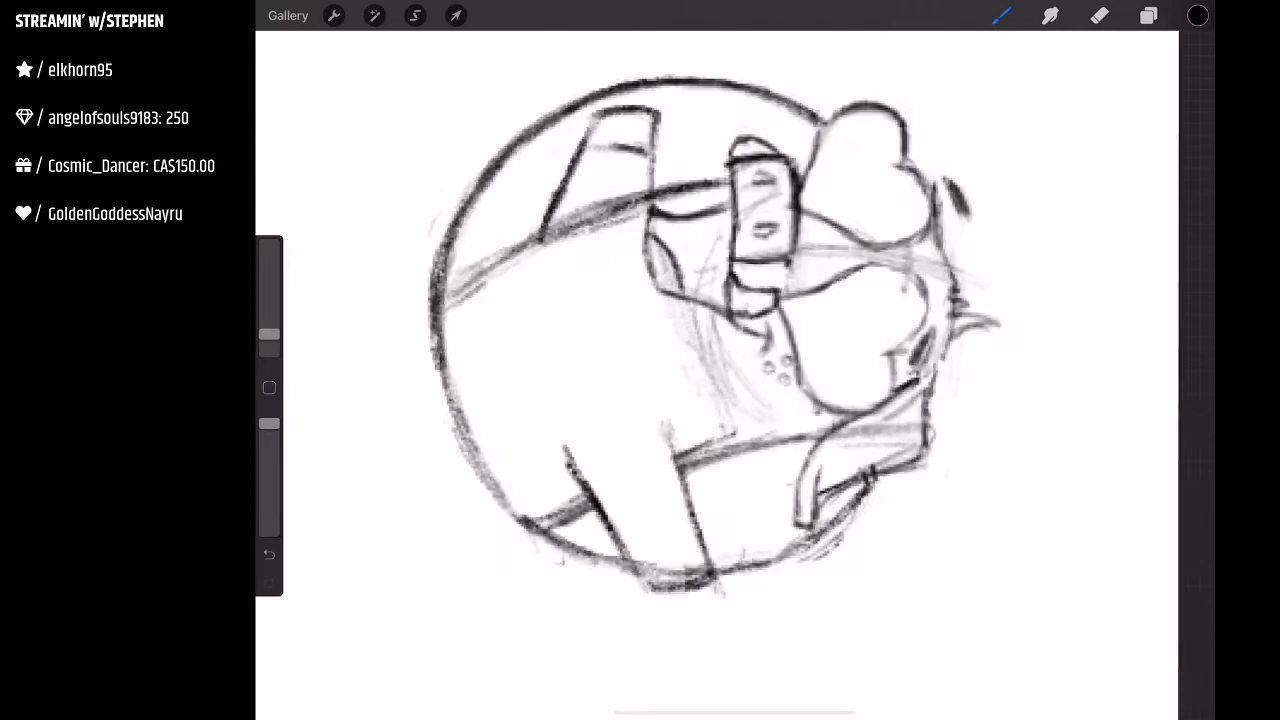 STREAMIN' w/STEPHEN
Gallery
/ elkhorn95
/ angelofsouls9183: 250
/ Cosmic_Dancer: CA$150.00
/ GoldenGoddessNayru